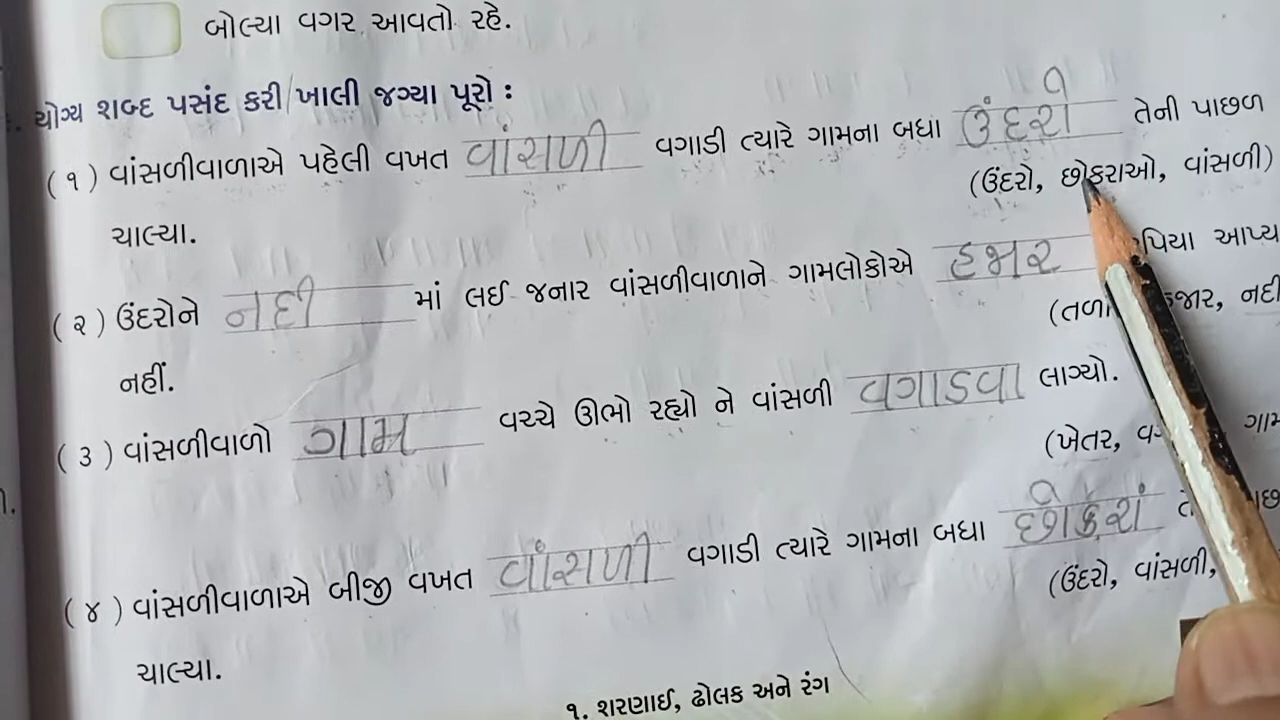 બોલ્યા વગર આવતો રહે.
યોગ્ય શબ્દ પસંદ કરી ખાલી જગ્યા પૂરો :
(૧) વાંસળીવાળાએ પહેલી વખત વાંસળી વગાડી ત્યારે ગામના બધા ઉંદરો તેની પાછળ
(ઉંદરો, છોકરાઓ, વાંસળી)
ચાલ્યા.
(૨) ઉંદરોને નદી માં લઈ જનાર વાંસળીવાળાને ગામલોકોએ હજાર આપ્ય
નદી
નહીં.
(૩) વાંસળીવાળો ગામ વચ્ચે ઊભો રહ્યો ને વાંસળી વગાડવા લાગ્યો.
(ખેતર, ગામ
(૪) વાંસળીવાળાએ બીજી વખત વાંસળી વગાડી ત્યારે ગામના બધા છોકરાં
(ઉંદરો, વાંસળી,
ચાલ્યા.
૧. શરણાઈ, ઢોલક અને રંગ